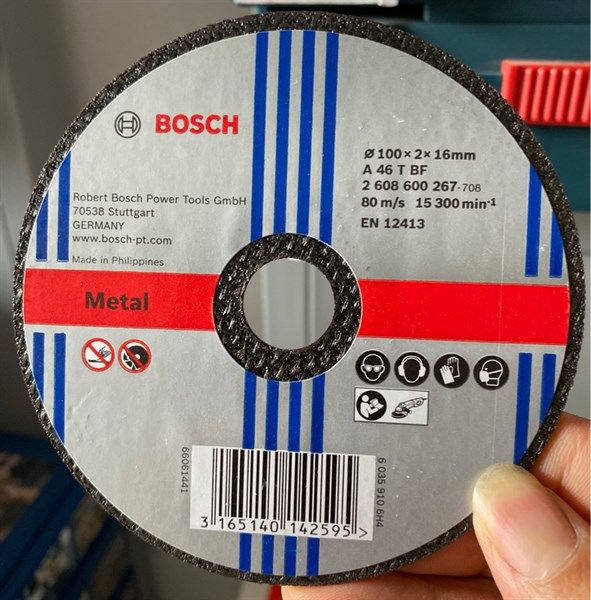 BOSCH
Ø 100×2×16mm
A 46 T BF
2 608 600 267-708
80 m/s 15 300 min-1
EN 12413
Robert Bosch Power Tools GmbH
70538 Stuttgart
GERMANY
www.bosch-pt.com
Made in Philippines
Metal
66061441
6 035 910 6H4
3 165140 142595 >